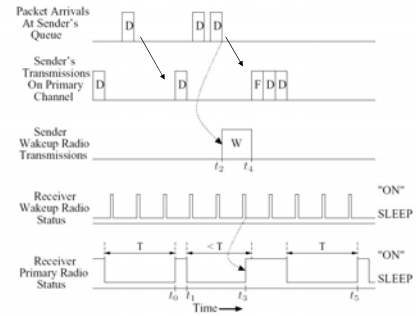 Packet Arrivals
At Sender's
Queue
D
D
D
Sender's
Transmissions
On Primary
Channel
D
D
F D D
Sender
Wakeup Radio
Transmissions
W
t2
t4
Receiver
Wakeup Radio
Status
"ON"
SLEEP
Receiver
Primary Radio
Status
T
< T
T
"ON"
SLEEP
t0
t1
t3
t5
Time